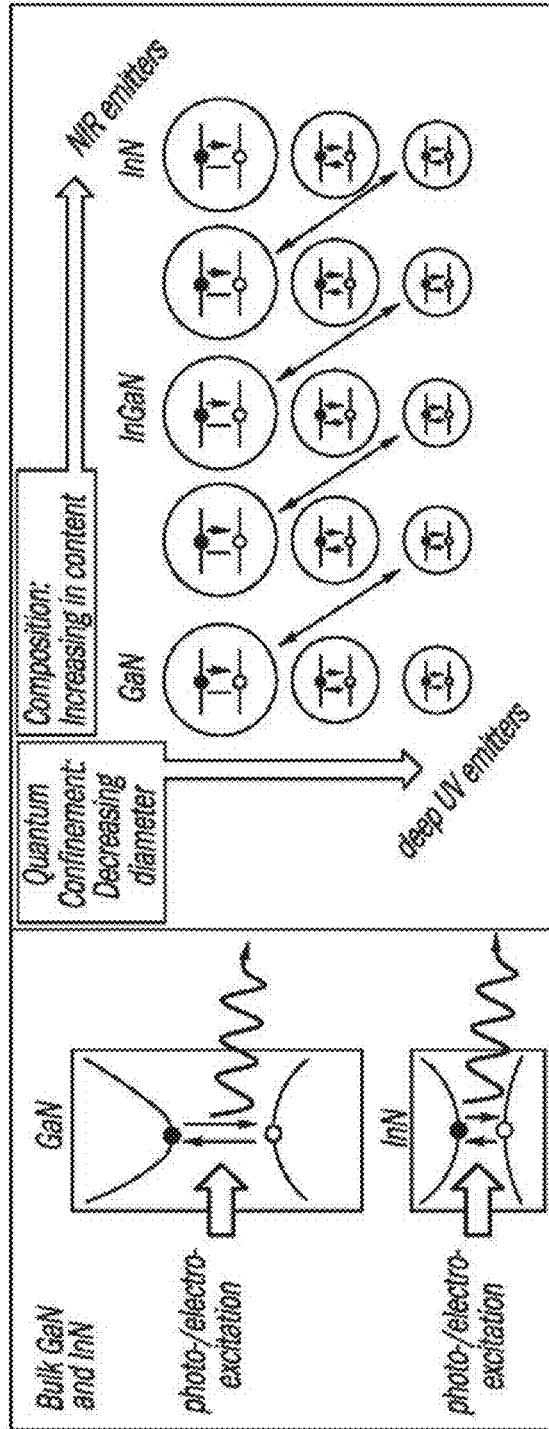 Bulk GaN
and InN
GaN
photo-/electro-
excitation
InN
photo-/electro-
excitation
Quantum
Confinement:
Decreasing
diameter
Composition:
Increasing in content
NIR emitters
GaN
InGaN
InN
deep UV emitters